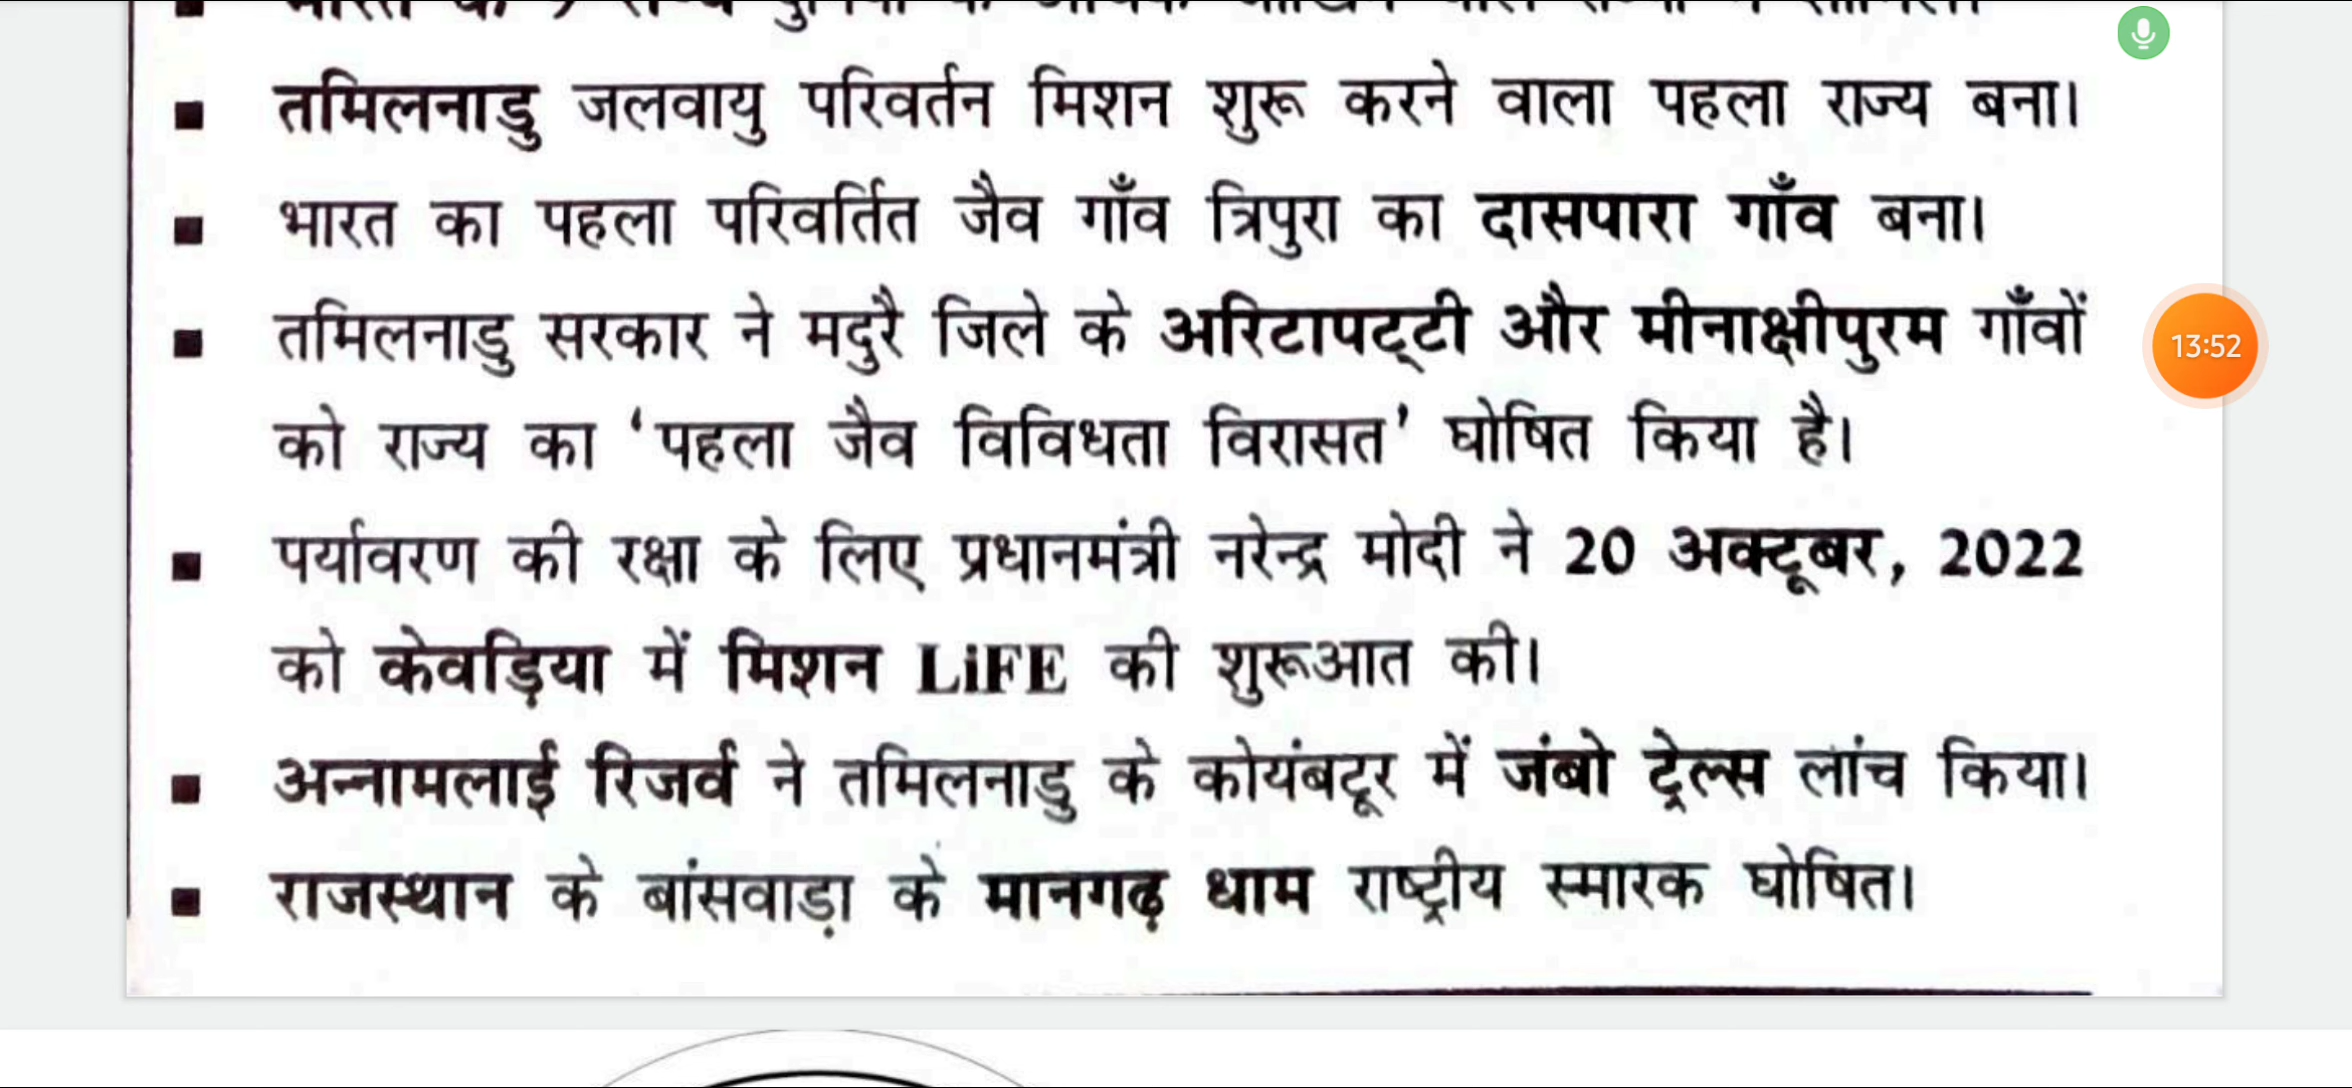 तमिलनाडु जलवायु परिवर्तन मिशन शुरू करने वाला पहला राज्य बना।
भारत का पहला परिवर्तित जैव गाँव त्रिपुरा का दासपारा गाँव बना।
तमिलनाडु सरकार ने मदुरै जिले के अरिटापट्टी और मीनाक्षीपुरम गाँवों
13:52
को राज्य का ‘पहला जैव विविधता विरासत’ घोषित किया है।
पर्यावरण की रक्षा के लिए प्रधानमंत्री नरेन्द्र मोदी ने 20 अक्टूबर, 2022
को केवड़िया में मिशन LiFE की शुरूआत की।
अन्नामलाई रिजर्व ने तमिलनाडु के कोयंबटूर में जंबो ट्रेल्स लांच किया।
राजस्थान के बांसवाड़ा के मानगढ़ धाम राष्ट्रीय स्मारक घोषित।